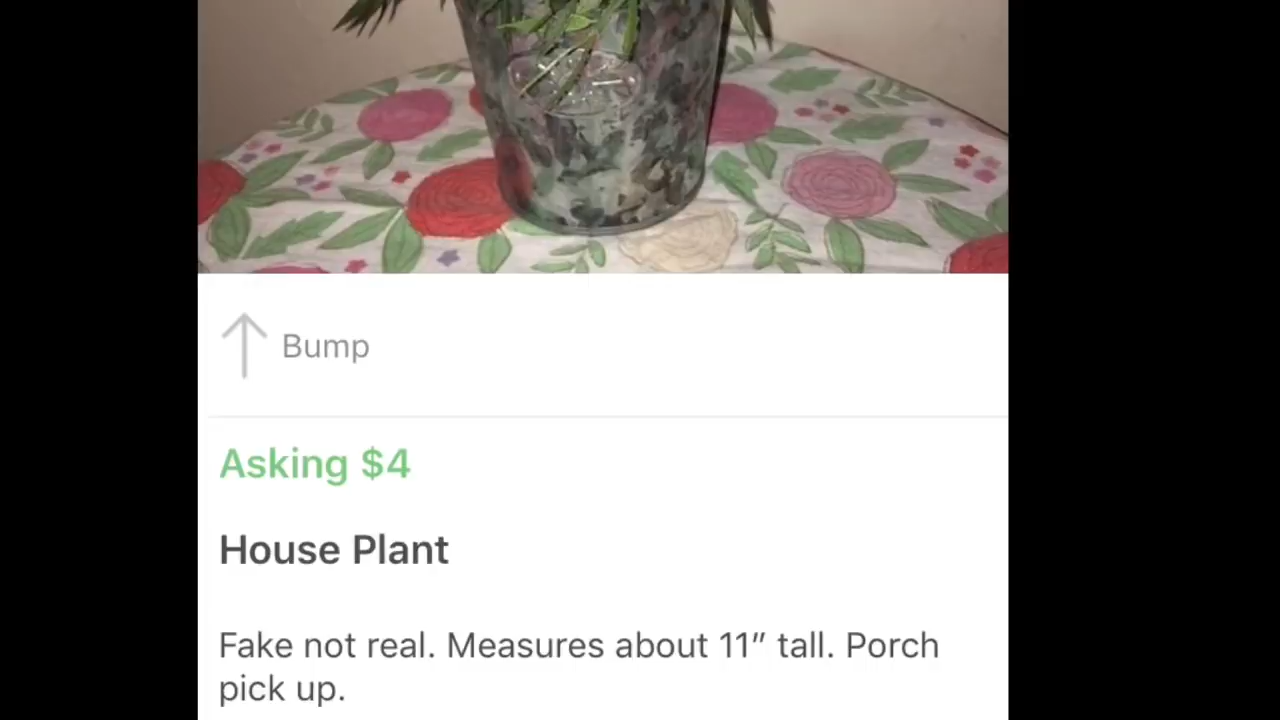 Bump
Asking $4
House Plant
Fake not real. Measures about 11" tall. Porch
pick up.